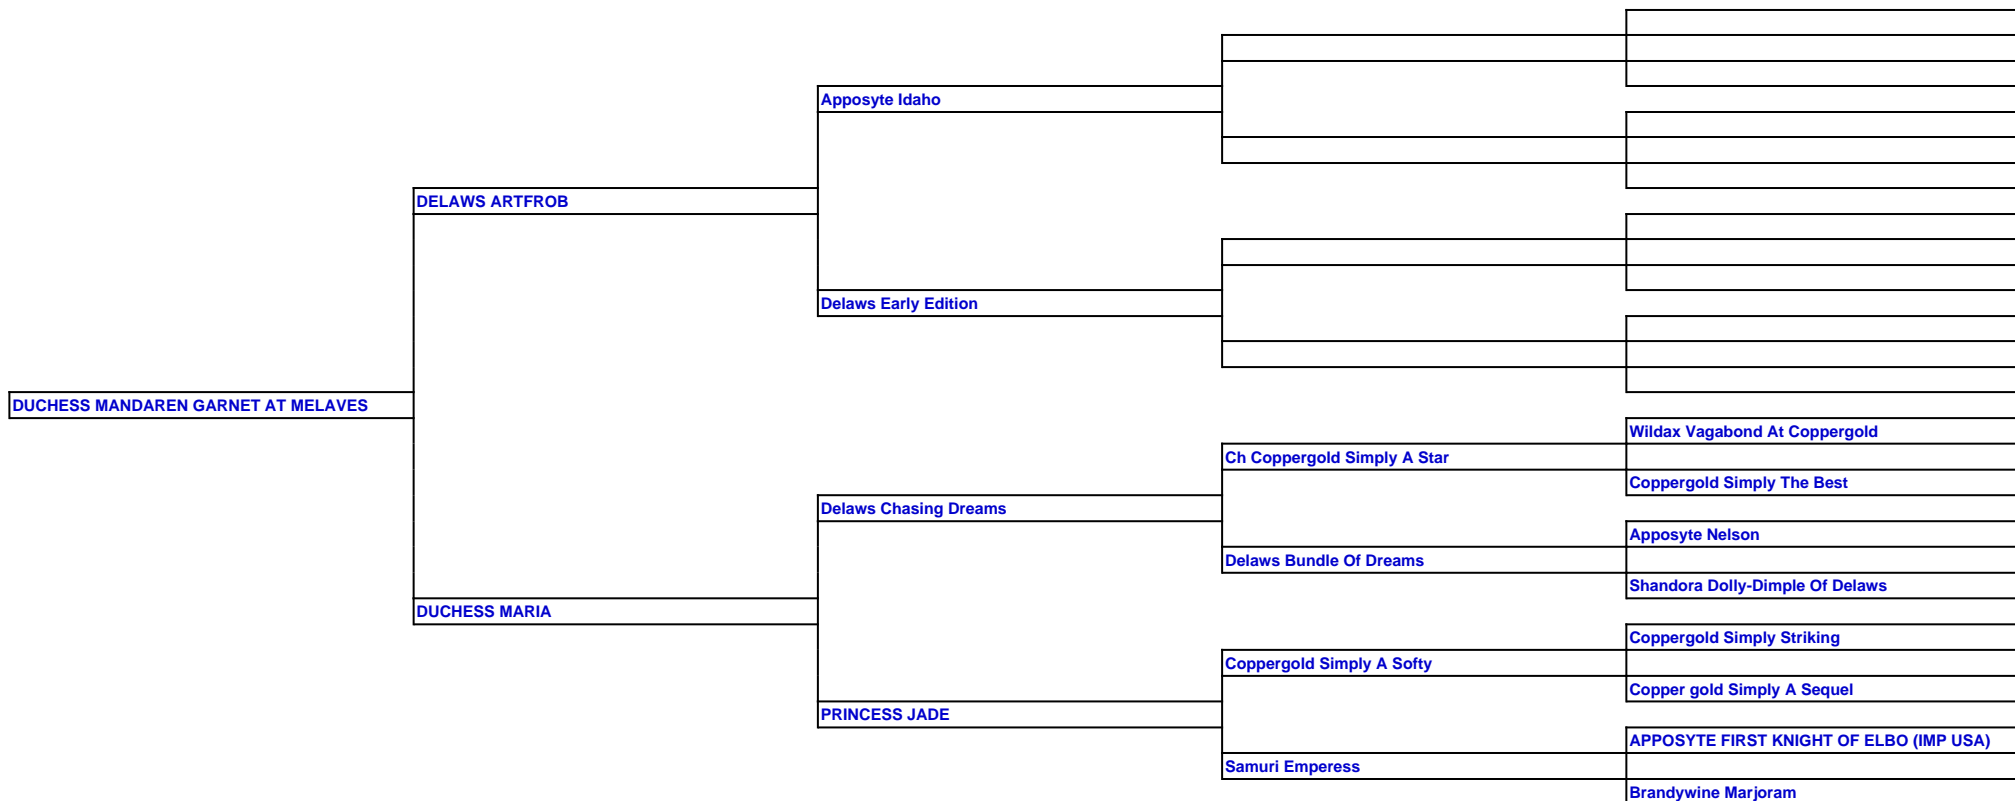 Apposyte Idaho
DELAWS ARTFROB
Delaws Early Edition
DUCHESS MANDAREN GARNET AT MELAVES
Wildax Vagabond At Coppergold
Ch Coppergold Simply A Star
Coppergold Simply The Best
Delaws Chasing Dreams
Apposyte Nelson
Delaws Bundle Of Dreams
Shandora Dolly-Dimple Of Delaws
DUCHESS MARIA
Coppergold Simply Striking
Coppergold Simply A Softy
Copper gold Simply A Sequel
PRINCESS JADE
APPOSYTE FIRST KNIGHT OF ELBO (IMP USA)
Samuri Emperess
Brandywine Marjoram